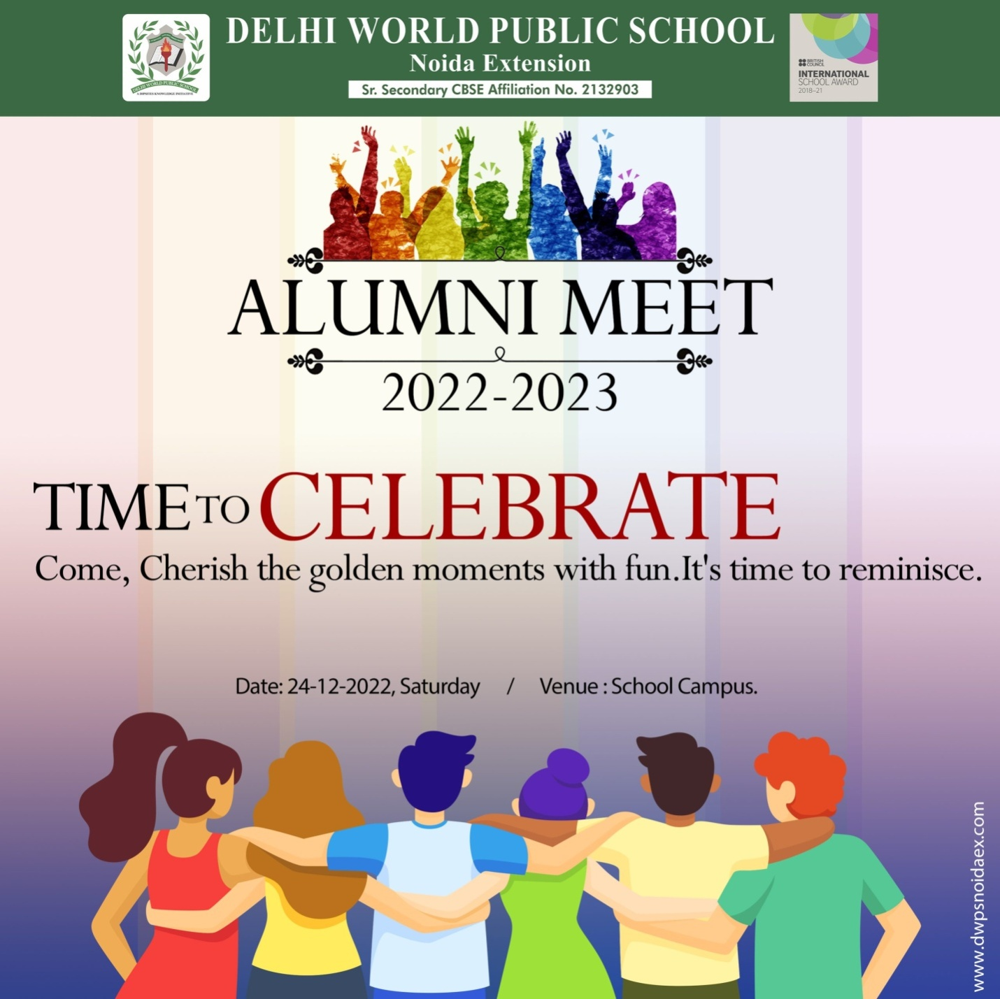 DELHI WORLD PUBLIC SCHOOL
Noida Extension
Sr. Secondary CBSE Affiliation No. 2132903
DELHI WORLD PUBLIC SCHOOL
BRITISH
COUNCIL
INTERNATIONAL
SCHOOL AWARD
2018–21
ALUMNI MEET
2022-2023
TIME TO CELEBRATE
Come, Cherish the golden moments with fun.It's time to reminisce.
Date: 24-12-2022, Saturday / Venue : School Campus.
www.dwpsnoidaex.com